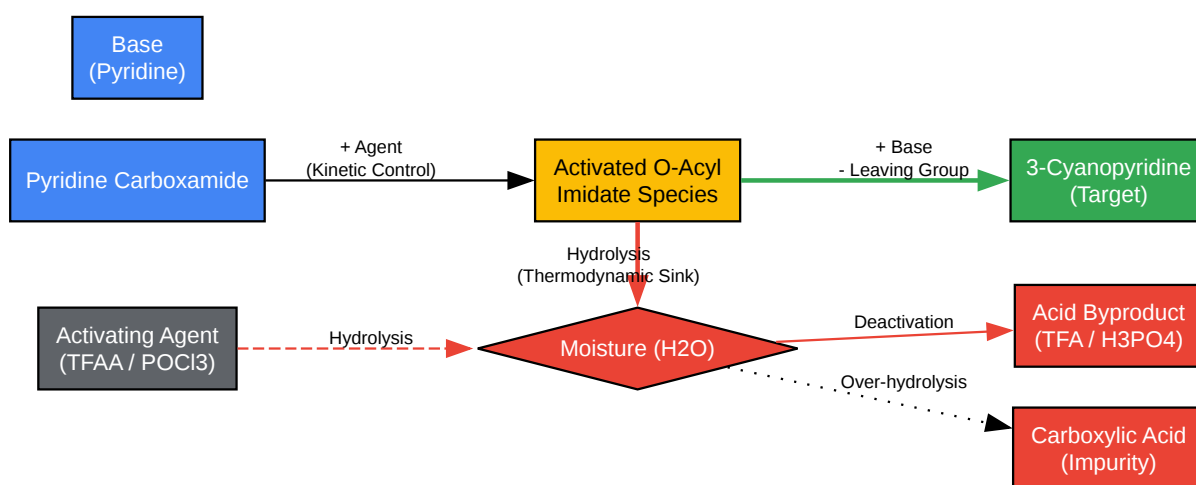 Base
(Pyridine)
Pyridine Carboxamide
+ Agent
(Kinetic Control)
Activated O-Acyl
Imidate Species
+ Base
- Leaving Group
3-Cyanopyridine
(Target)
Hydrolysis
(Thermodynamic Sink)
Activating Agent
(TFAA / POCl3)
Hydrolysis
Moisture (H2O)
Deactivation
Acid Byproduct
(TFA / H3PO4)
Over-hydrolysis
Carboxylic Acid
(Impurity)